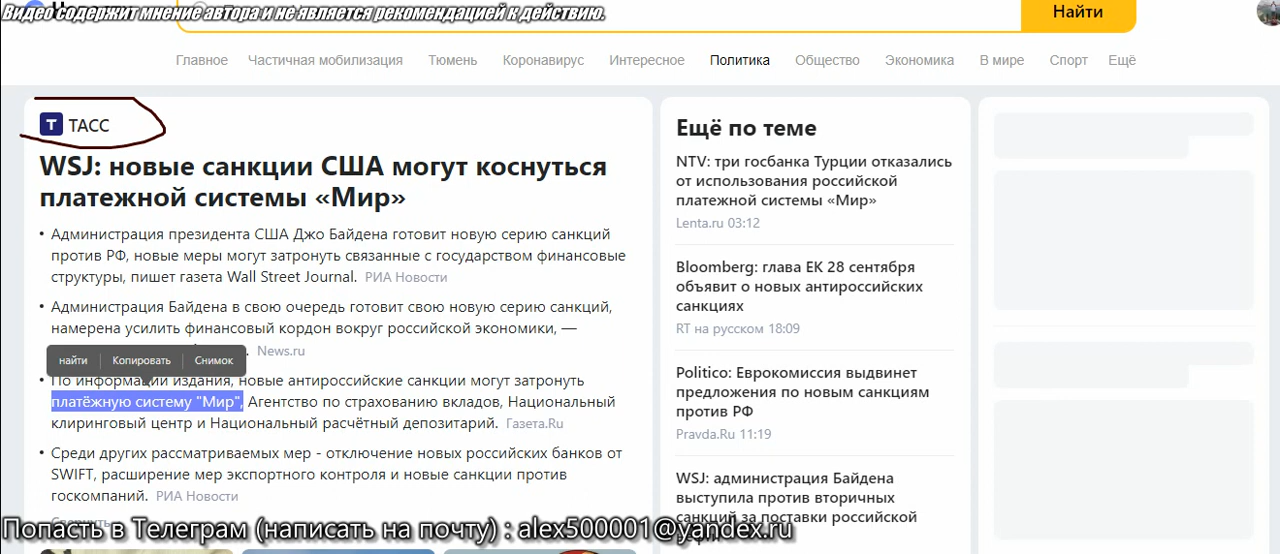 Видео содержит мнение автора и не является рекомендацией к действию.
Найти
Главное Частичная мобилизация Тюмень Коронавирус Интересное Политика Общество Экономика В мире Спорт Ещё
Т ТАСС
WSJ: новые санкции США могут коснуться
платежной системы «Мир»
• Администрация президента США Джо Байдена готовит новую серию санкций
против РФ, новые меры могут затронуть связанные с государством финансовые
структуры, пишет газета Wall Street Journal. РИА Новости
• Администрация Байдена в свою очередь готовит свою новую серию санкций,
намерена усилить финансовый кордон вокруг российской экономики, —
News.ru
найти Копировать Снимок
• По информации издания, новые антироссийские санкции могут затронуть
платёжную систему "Мир", Агентство по страхованию вкладов, Национальный
клиринговый центр и Национальный расчётный депозитарий. Газета.Ru
• Среди других рассматриваемых мер - отключение новых российских банков от
SWIFT, расширение мер экспортного контроля и новые санкции против
госкомпаний. РИА Новости
Свернуть
Ещё по теме
NTV: три госбанка Турции отказались
от использования российской
платежной системы «Мир»
Lenta.ru 03:12
Bloomberg: глава ЕК 28 сентября
объявит о новых антироссийских
санкциях
RT на русском 18:09
Politico: Еврокомиссия выдвинет
предложения по новым санкциям
против РФ
Pravda.Ru 11:19
WSJ: администрация Байдена
выступила против вторичных
санкций за поставки российской
Попасть в Телеграм (написать на почту) : alex500001@yandex.ru